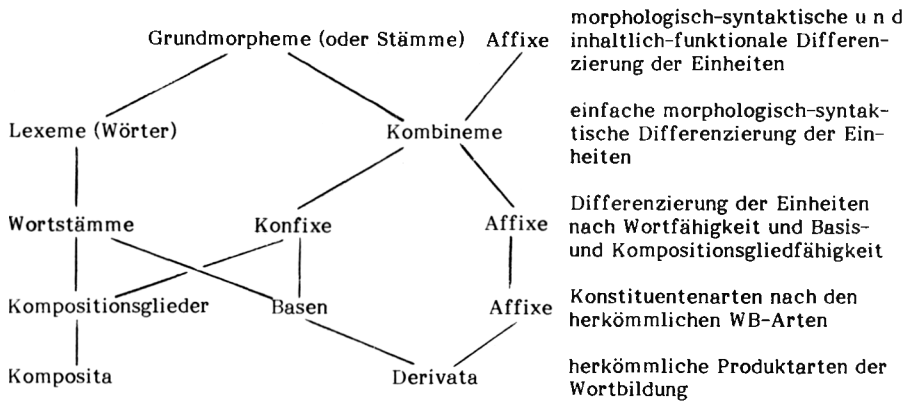 Grundmorpheme (oder Stämme) Affixe
morphologisch-syntaktische u n d
inhaltlich-funktionale Differen-
zierung der Einheiten
Lexeme (Wörter) Kombineme
einfache morphologisch-syntak-
tische Differenzierung der Ein-
heiten
Wortstämme Konfixe Affixe
Differenzierung der Einheiten
nach Wortfähigkeit und Basis-
und Kompositionsgliedfähigkeit
Kompositionsglieder Basen Affixe
Konstituentenarten nach den
herkömmlichen WB-Arten
Komposita Derivata
herkömmliche Produktarten der
Wortbildung